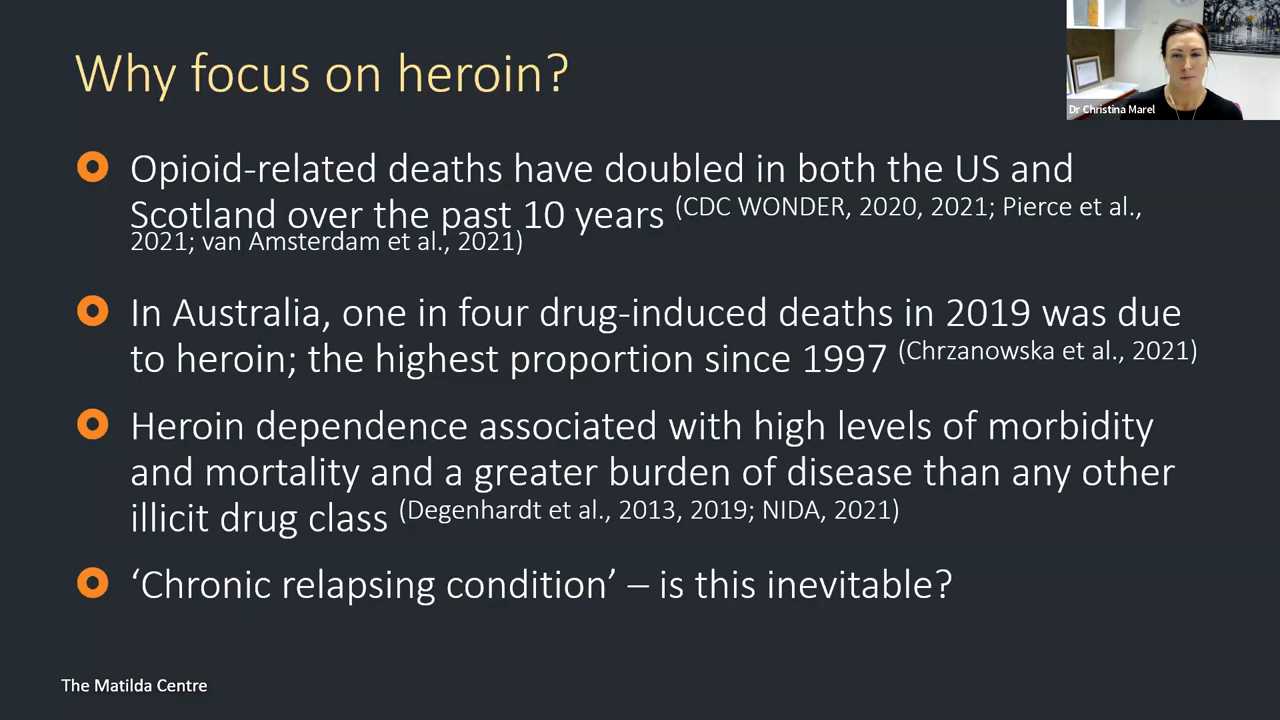 Why focus on heroin?
Dr Christina Marel
Opioid-related deaths have doubled in both the US and
Scotland over the past 10 years (CDC WONDER, 2020, 2021; Pierce et al.,
2021; van Amsterdam et al., 2021)
In Australia, one in four drug-induced deaths in 2019 was due
to heroin; the highest proportion since 1997 (Chrzanowska et al., 2021)
Heroin dependence associated with high levels of morbidity
and mortality and a greater burden of disease than any other
illicit drug class (Degenhardt et al., 2013, 2019; NIDA, 2021)
‘Chronic relapsing condition’ – is this inevitable?
The Matilda Centre